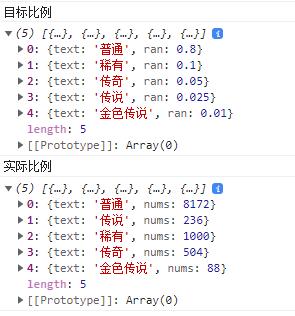 目标比例
(5) [{…}, {…}, {…}, {…}, {…}] i
0: {text: '普通', ran: 0.8}
1: {text: '稀有', ran: 0.1}
2: {text: '传奇', ran: 0.05}
3: {text: '传说', ran: 0.025}
4: {text: '金色传说', ran: 0.01}
length: 5
[[Prototype]]: Array(0)
实际比例
(5) [{…}, {…}, {…}, {…}, {…}] i
0: {text: '普通', nums: 8172}
1: {text: '传说', nums: 236}
2: {text: '稀有', nums: 1000}
3: {text: '传奇', nums: 504}
4: {text: '金色传说', nums: 88}
length: 5
[[Prototype]]: Array(0)